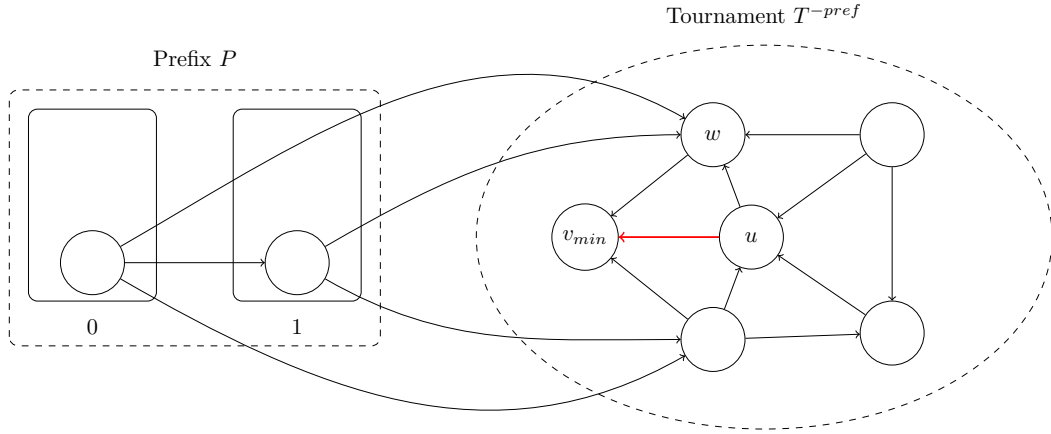 Tournament $T^{-pref}$
Prefix $P$
$w$
$v_{min}$
$u$
0
1